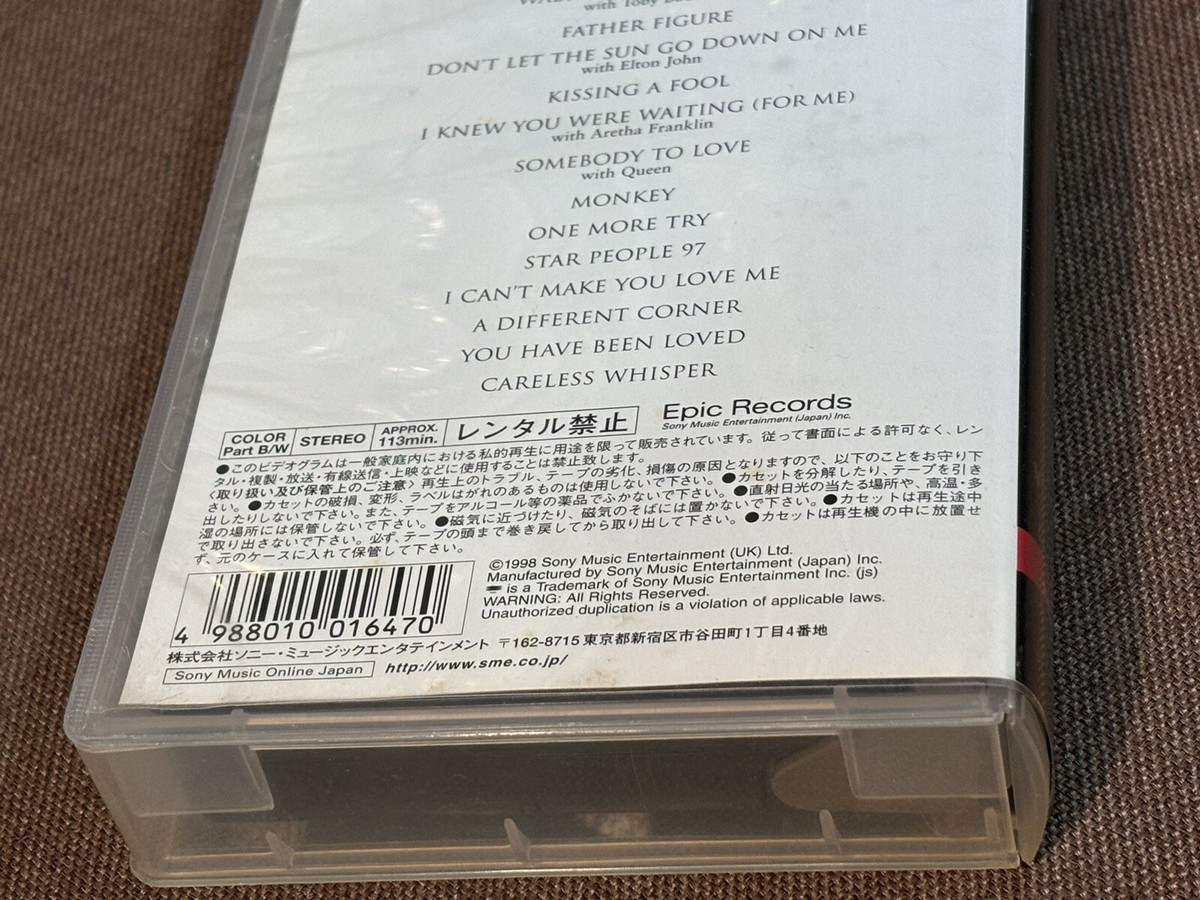 with Toby
FATHER FIGURE
DON'T LET THE SUN GO DOWN ON ME
with Elton John
KISSING A FOOL
I KNEW YOU WERE WAITING (FOR ME)
with Aretha Franklin
SOMEBODY TO LOVE
with Queen
MONKEY
ONE MORE TRY
STAR PEOPLE 97
I CAN'T MAKE YOU LOVE ME
A DIFFERENT CORNER
YOU HAVE BEEN LOVED
CARELESS WHISPER
COLOR
Part B/W
STEREO
APPROX.
113min.
レンタル禁止
Epic Records
Sony Music Entertainment (Japan) Inc.
●このビデオグラムは一般家庭内における私的再生に用途を限って販売されています。従って書面による許可なく、レン
タル・複製・放送・有線送信・上映などに使用することは禁止致します。
〈取り扱い及び保管上のご注意〉再生上のトラブル、テープの劣化、損傷の原因となりますので、以下のことをお守り下
さい。●カセットの破損、変形、ラベルはがれのあるものは使用しないで下さい。●カセットを分解したり、テープを引き
出したりしないで下さい。また、テープをアルコール等の薬品でふかないで下さい。●直射日光の当たる場所や、高温・多
湿の場所には保管しないで下さい。●磁気に近づけたり、磁気のそばには置かないで下さい。●カセットは再生途中
で取り出さないで下さい。必ず、テープの頭まで巻き戻してから取り出して下さい。●カセットは再生機の中に放置せ
ず、元のケースに入れて保管して下さい。
©1998 Sony Music Entertainment (UK) Ltd.
Manufactured by Sony Music Entertainment (Japan) Inc.
is a Trademark of Sony Music Entertainment Inc. (js)
WARNING: All Rights Reserved.
Unauthorized duplication is a violation of applicable laws.
4 988010 016470
株式会社ソニー・ミュージックエンタテインメント 〒162-8715東京都新宿区市谷田町1丁目4番地
Sony Music Online Japan http://www.sme.co.jp/